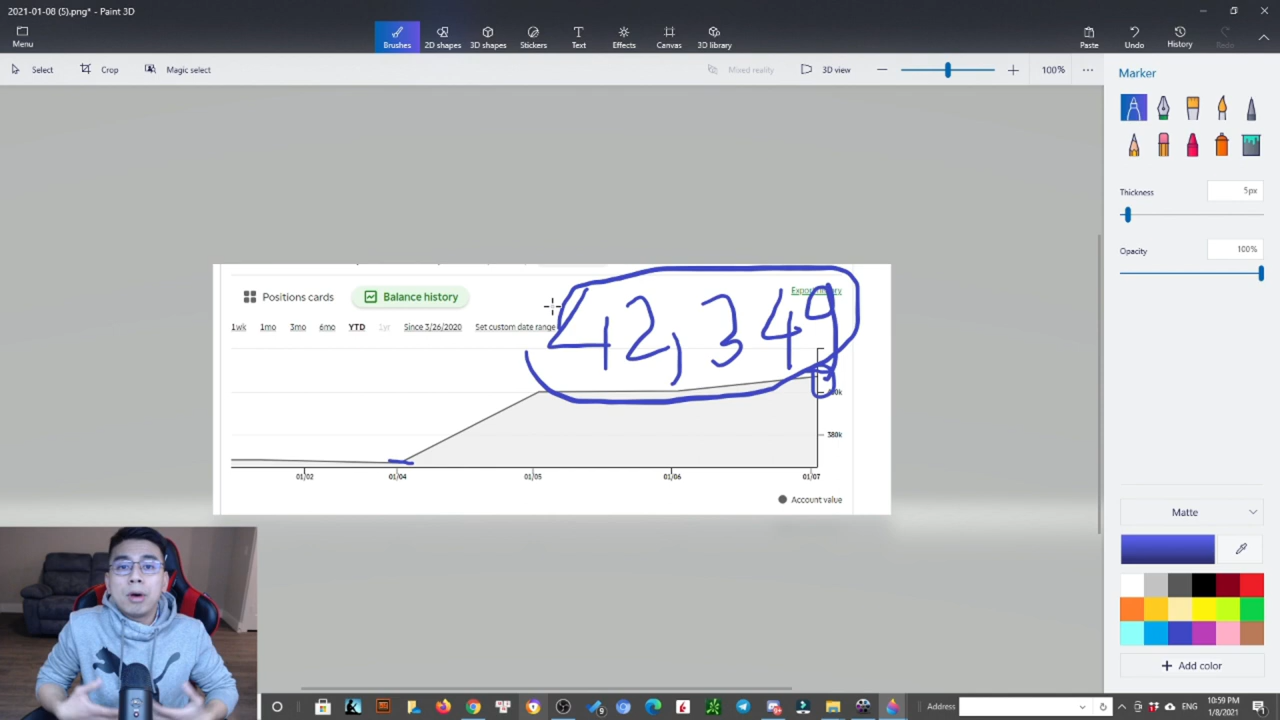 2021-01-08 (5).png* - Paint 3D
Menu
Brushes
2D shapes
3D shapes
Stickers
Text
Effects
Canvas
3D library
Paste
Undo
History
Redo
Select
Crop
Magic select
Mixed reality
3D view
100%
Marker
Thickness
5px
Opacity
100%
Positions cards
Balance history
1wk 1mo 3mo 6mo YTD 1yr Since 3/26/2020 Set custom date range
42,349
380k
01/02 01/04 01/05 01/06 01/07
Account value
Matte
Add color
Address
ENG
10:59 PM
1/8/2021